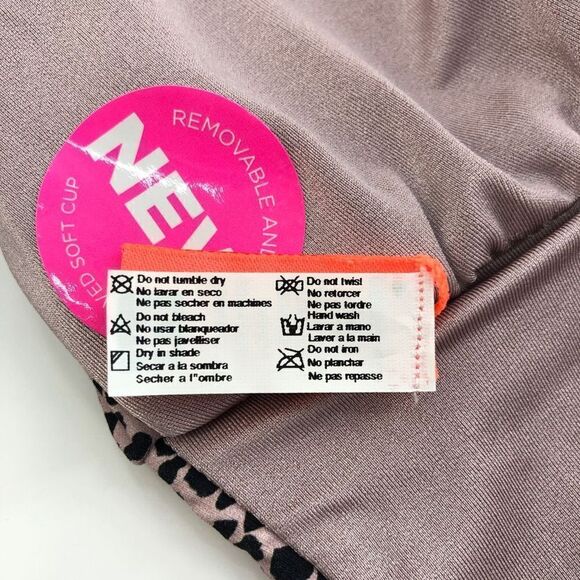 REMOVABLE AND
NEW
ED SOFT CUP
Do not tumble dry
No larar en seco
Ne pas secher en machines
Do not bleach
No usar blanqueador
Ne pas javelliser
Dry in shade
Secar a la sombra
Secher a l"ombre
Do not twist
No retorcer
Ne pas tordre
Hand wash
Larar a mano
Laver a la main
Do not iron
No planchar
Ne pas repasse